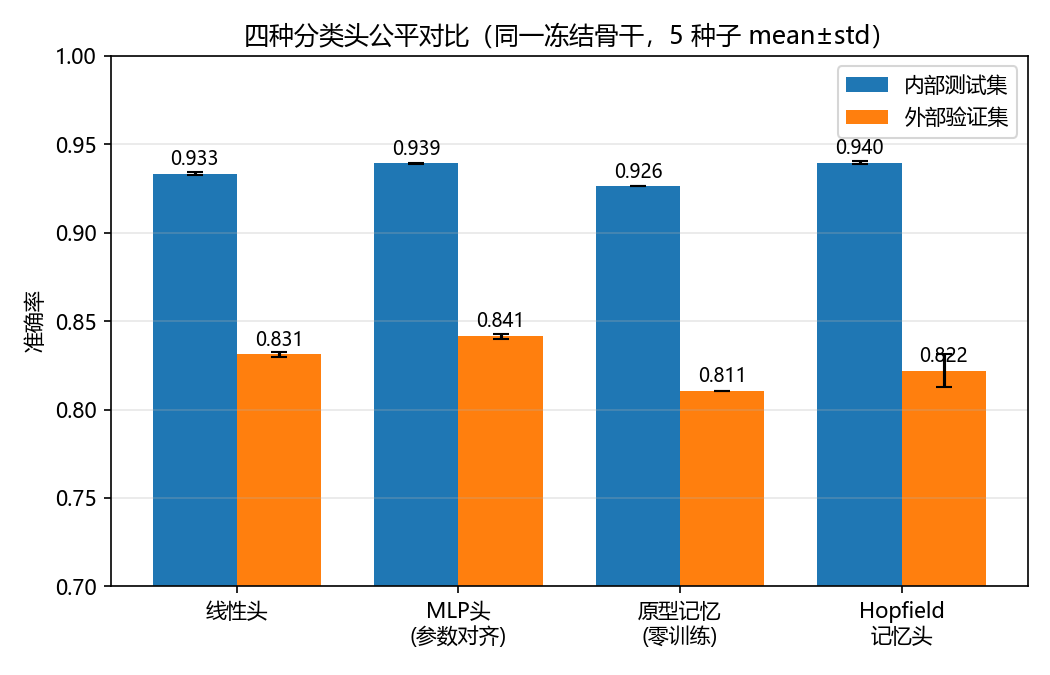 四种分类头公平对比（同一冻结骨干，5 种子 mean±std）
1.00
0.95
0.90
0.85
0.80
0.75
0.70
准确率
内部测试集
外部验证集
0.933
0.831
0.939
0.841
0.926
0.811
0.940
0.822
线性头
MLP头
(参数对齐)
原型记忆
(零训练)
Hopfield
记忆头